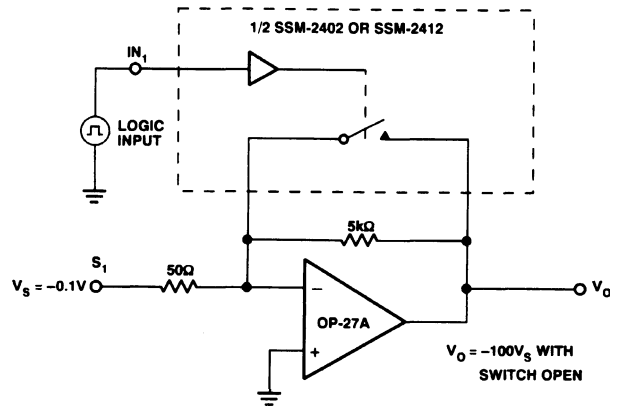 1/2 SSM-2402 OR SSM-2412
IN1
LOGIC
INPUT
5kΩ
S1
50Ω
VS = –0.1V
–
OP-27A
+
VO
VO = –100VS WITH
SWITCH OPEN